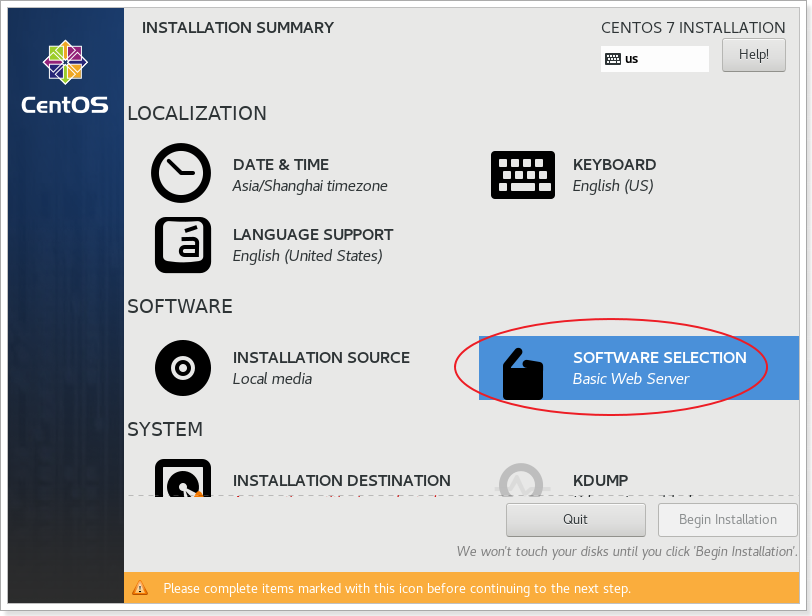 INSTALLATION SUMMARY
CENTOS 7 INSTALLATION
us
Help!
CentOS
LOCALIZATION
DATE & TIME
Asia/Shanghai timezone
KEYBOARD
English (US)
LANGUAGE SUPPORT
English (United States)
SOFTWARE
INSTALLATION SOURCE
Local media
SOFTWARE SELECTION
Basic Web Server
SYSTEM
INSTALLATION DESTINATION
KDUMP
Quit
Begin Installation
We won't touch your disks until you click 'Begin Installation'.
Please complete items marked with this icon before continuing to the next step.